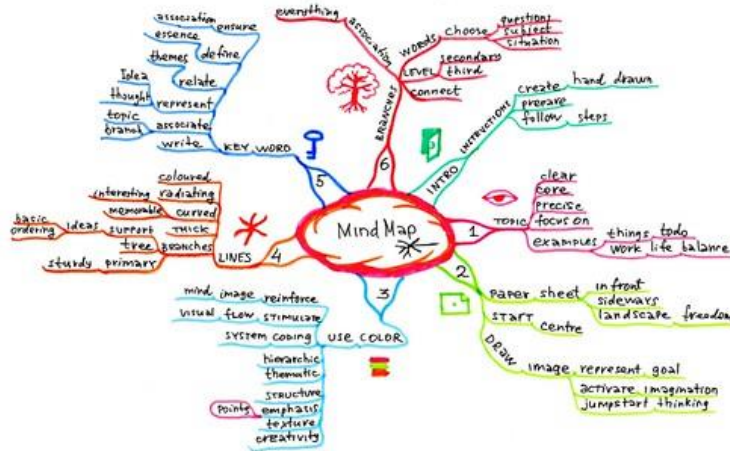 Mind Map
INTRO INSTRUCTIONS
create hand drawn
prepare
follow steps
1 TOPIC
clear
core
precise
focus on
examples
things todo
work life balance
2
paper sheet
infront
sideways
landscape freedom
START centre
DRAW
image represent goal
activate imagination
jumpstart thinking
3 USE COLOR
mind image reinforce
visual flow STIMULATE
SYSTEM CODING
hierarchic
thematic
STRUCTURE
points emphasis
texture
creativity
4 LINES
coloured
interesting radiating
memorable curved
basic
ordering
ideas support THICK
tree BRANCHES
sturdy primary
5 KEY WORD
association ensure
essence
themes define
relate
Idea
thought represent
topic
branch associate
write
6 BRANCHES
everything association
WORDS choose
questions
subject
situation
LEVEL
secondary
third
connect